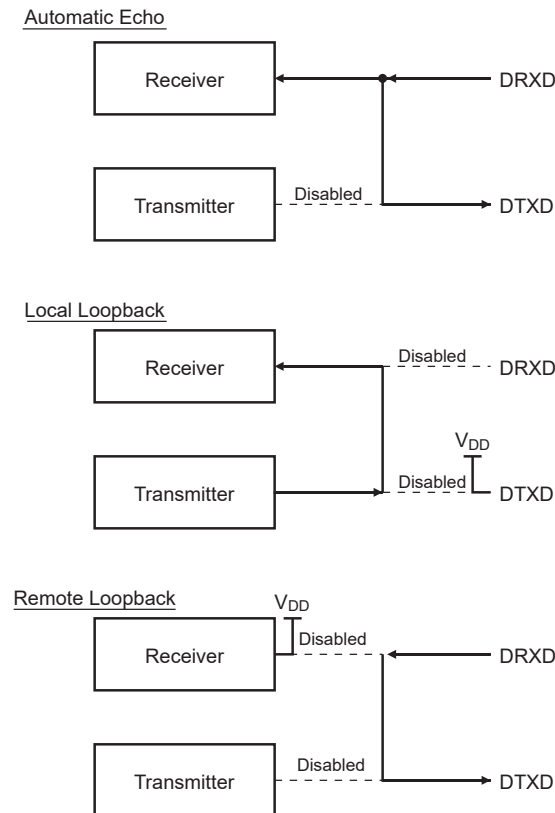 Automatic Echo
Receiver
DRXD
Transmitter
Disabled
DTXD
Local Loopback
Receiver
Disabled
DRXD
VDD
Transmitter
Disabled
DTXD
Remote Loopback
VDD
Receiver
Disabled
DRXD
Transmitter
Disabled
DTXD